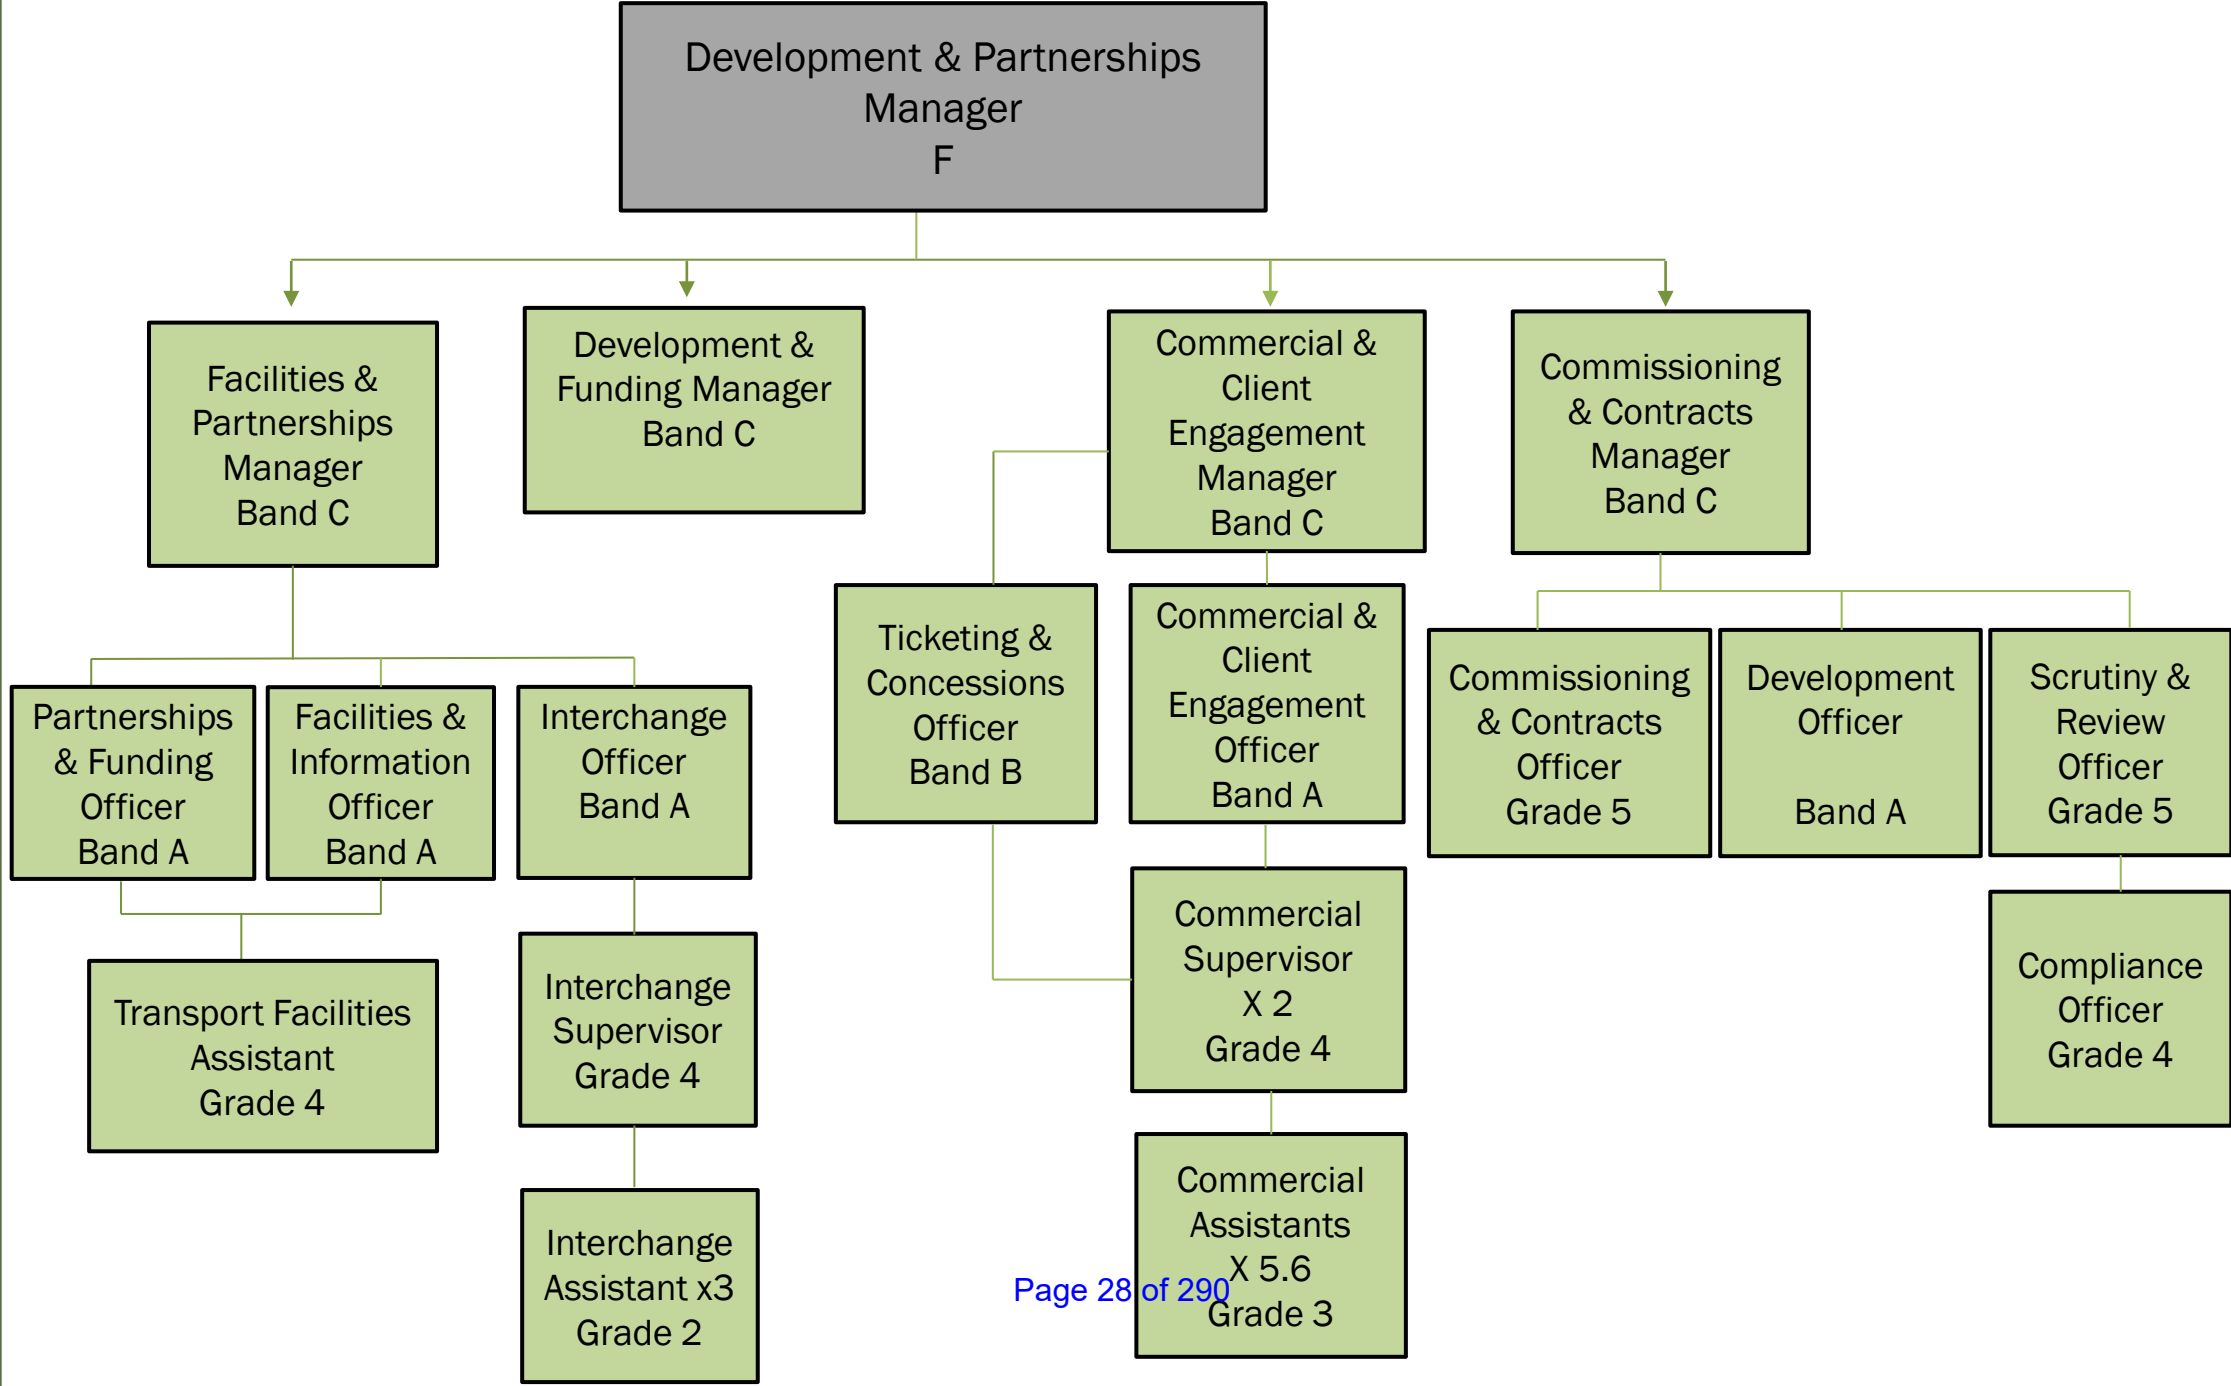 Development & Partnerships
Manager
F
Facilities &
Partnerships
Manager
Band C
Development &
Funding Manager
Band C
Commercial &
Client
Engagement
Manager
Band C
Commissioning
& Contracts
Manager
Band C
Partnerships
& Funding
Officer
Band A
Facilities &
Information
Officer
Band A
Interchange
Officer
Band A
Ticketing &
Concessions
Officer
Band B
Commercial &
Client
Engagement
Officer
Band A
Commissioning
& Contracts
Officer
Grade 5
Development
Officer
Band A
Scrutiny &
Review
Officer
Grade 5
Transport Facilities
Assistant
Grade 4
Interchange
Supervisor
Grade 4
Commercial
Supervisor
X 2
Grade 4
Compliance
Officer
Grade 4
Interchange
Assistant x3
Grade 2
Commercial
Assistants
X 5.6
Grade 3
Page 28 of 290